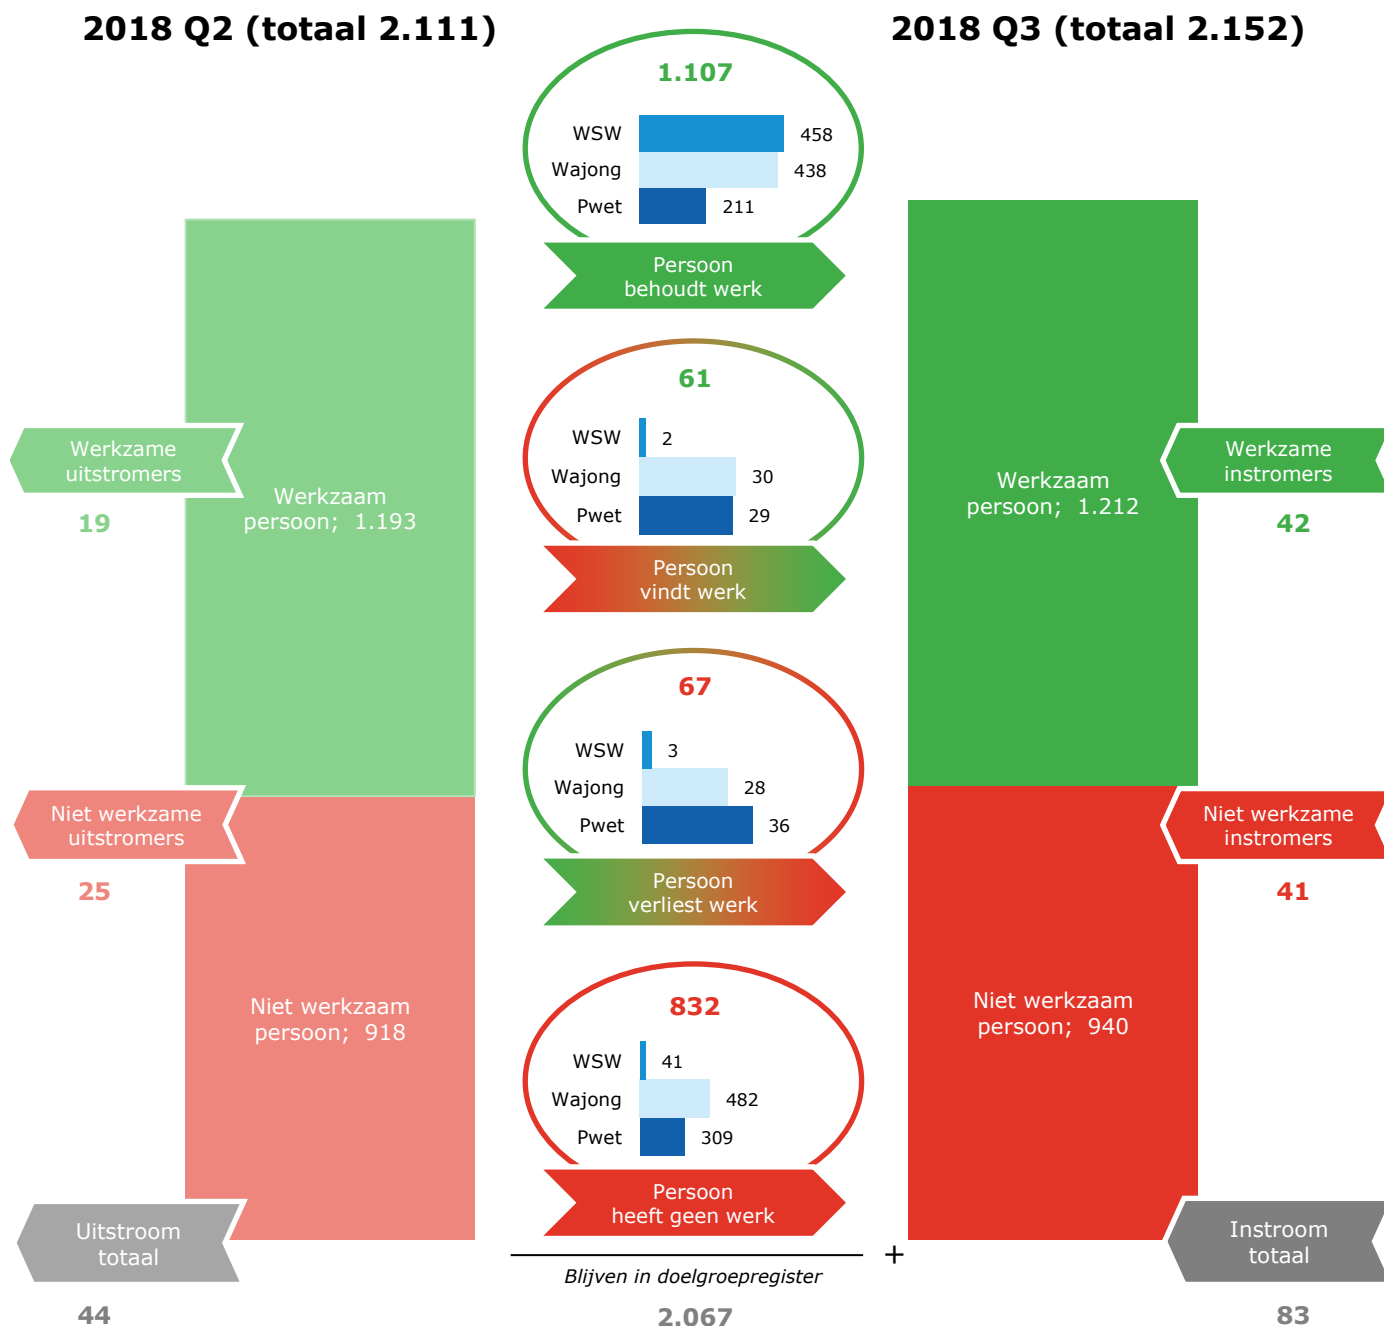 2018 Q2 (totaal 2.111)
2018 Q3 (totaal 2.152)
1.107
WSW 458
Wajong 438
Pwet 211
Persoon
behoudt werk
61
WSW 2
Wajong 30
Pwet 29
Persoon
vindt werk
67
WSW 3
Wajong 28
Pwet 36
Persoon
verliest werk
832
WSW 41
Wajong 482
Pwet 309
Persoon
heeft geen werk
Blijven in doelgroepregister
2.067
+
Werkzame
uitstromers
19
Werkzaam
persoon; 1.193
Niet werkzame
uitstromers
25
Niet werkzaam
persoon; 918
Uitstroom
totaal
44
Werkzaam
persoon; 1.212
Werkzame
instromers
42
Niet werkzame
instromers
41
Niet werkzaam
persoon; 940
Instroom
totaal
83